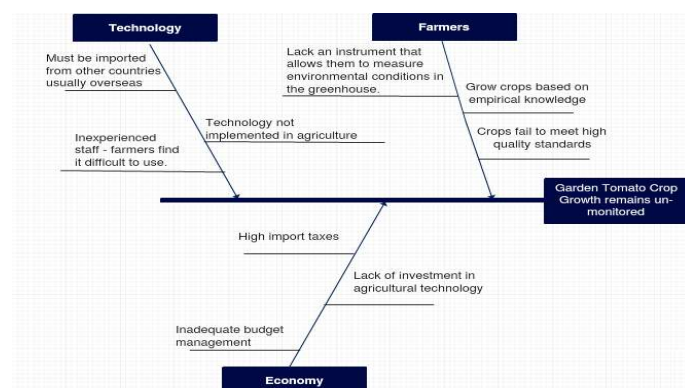 Technology
Farmers
Must be imported
from other countries
usually overseas
Lack an instrument that
allows them to measure
environmental conditions in
the greenhouse.
Grow crops based on
empirical knowledge
Technology not
implemented in agriculture
Inexperienced
staff - farmers find
it difficult to use.
Crops fail to meet high
quality standards
Garden Tomato Crop
Growth remains un-
monitored
High import taxes
Lack of investment in
agricultural technology
Inadequate budget
management
Economy